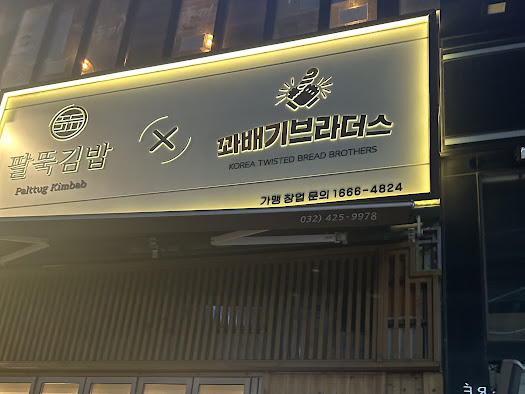 팔뚝김밥
Palttug Kimbab
꽈배기브라더스
KOREA TWISTED BREAD BROTHERS
가맹 창업 문의 1666-4824
032) 425-9978